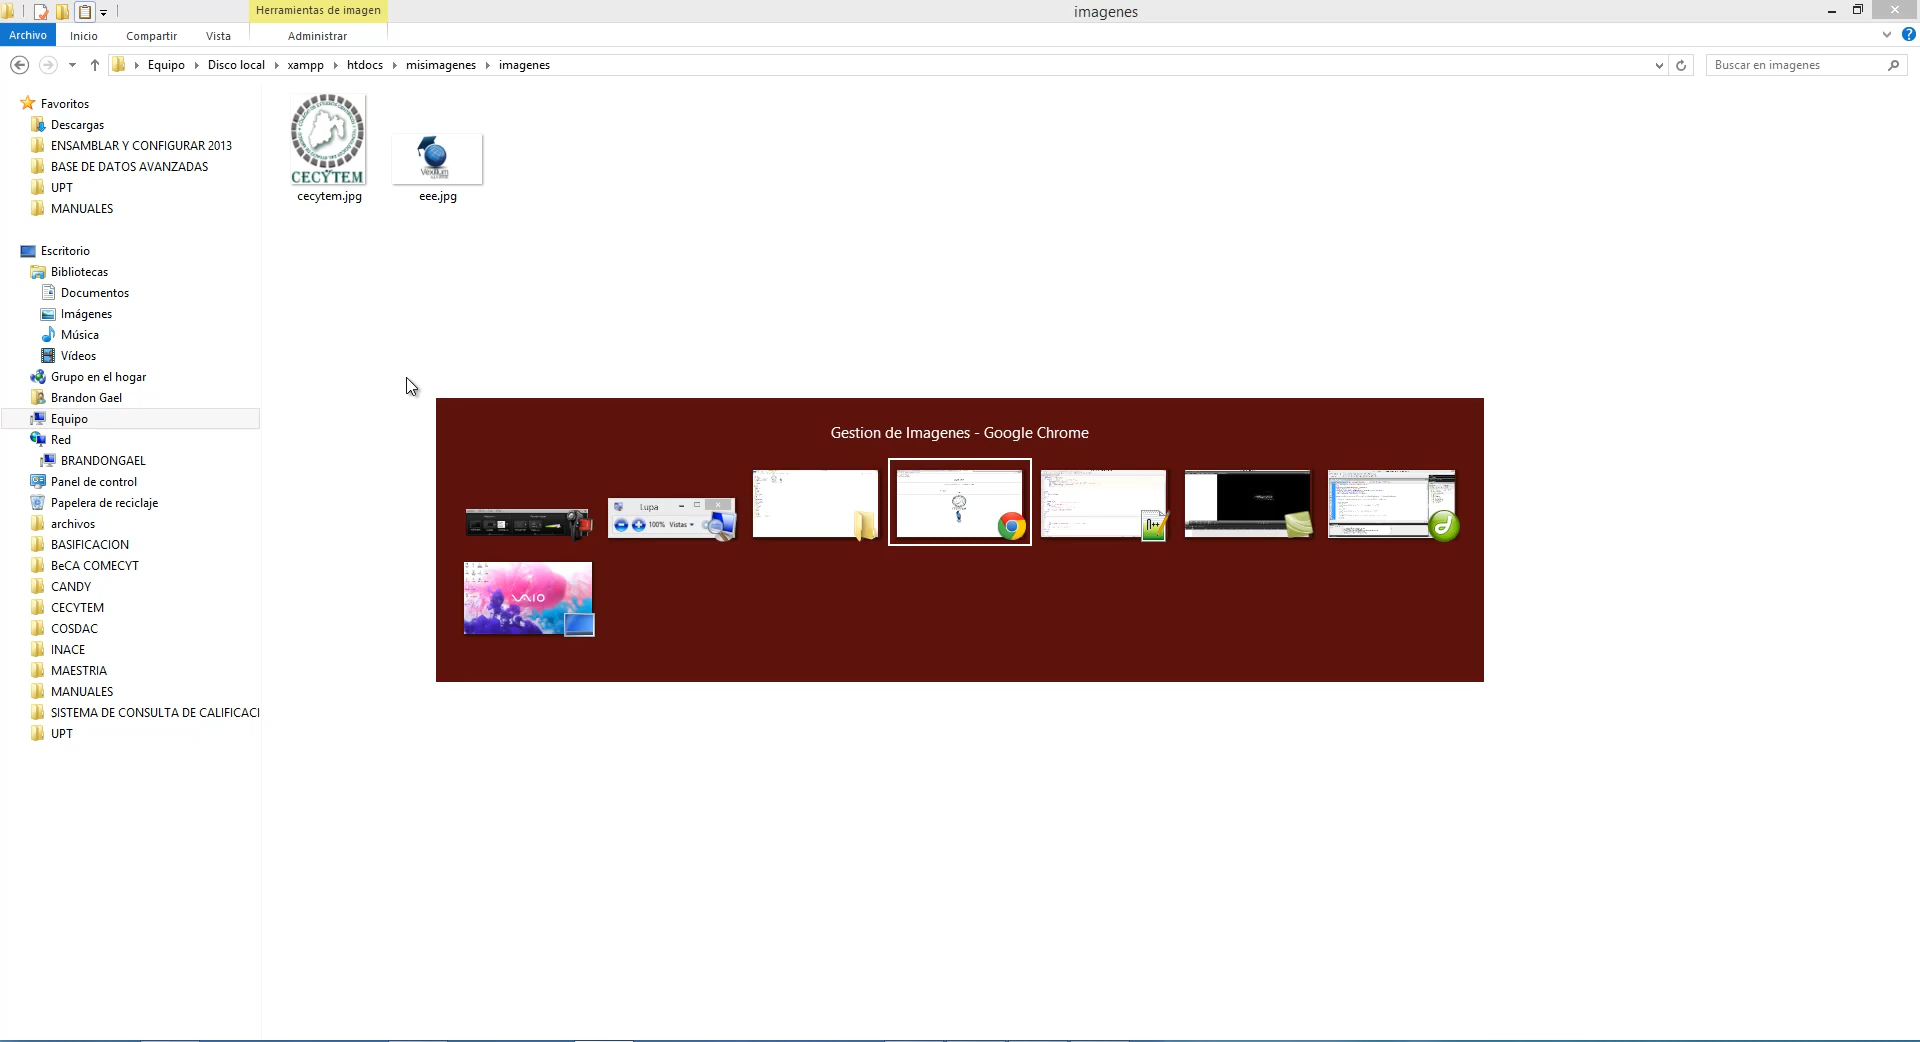 Herramientas de imagen
imagenes
Archivo
Inicio
Compartir
Vista
Administrar
Equipo
Disco local
xampp
htdocs
misimagenes
imagenes
Buscar en imagenes
Favoritos
Descargas
ENSAMBLAR Y CONFIGURAR 2013
BASE DE DATOS AVANZADAS
UPT
MANUALES
Escritorio
Bibliotecas
Documentos
Imágenes
Música
Vídeos
Grupo en el hogar
Brandon Gael
Equipo
Red
BRANDONGAEL
Panel de control
Papelera de reciclaje
archivos
BASIFICACION
BeCA COMECYT
CANDY
CECYTEM
COSDAC
INACE
MAESTRIA
MANUALES
SISTEMA DE CONSULTA DE CALIFICACI
UPT
CECYTEM
cecytem.jpg
Vexillum
eee.jpg
Gestion de Imagenes - Google Chrome
Lupa
100% Vistas
VAIO